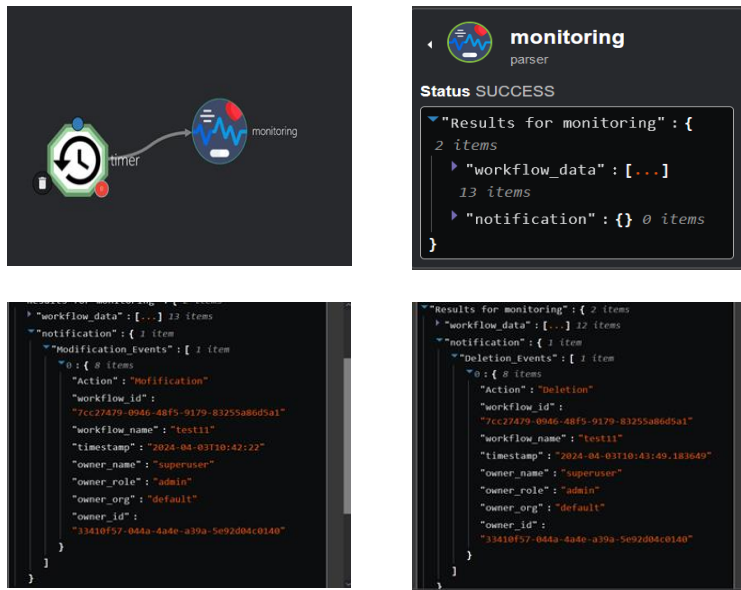 timer
monitoring
monitoring
parser
Status SUCCESS
"Results for monitoring" : {
2 items
"workflow_data" : [...]
13 items
"notification" : {} 0 items
}
"workflow_data" : [...] 13 items
"notification" : { 1 item
"Modification_Events" : [ 1 item
0 : { 8 items
"Action" : "Mofification"
"workflow_id" :
"7cc27479-0946-48f5-9179-83255a86d5a1"
"workflow_name" : "test11"
"timestamp" : "2024-04-03T10:42:22"
"owner_name" : "superuser"
"owner_role" : "admin"
"owner_org" : "default"
"owner_id" :
"33410f57-044a-4a4e-a39a-5e92d04c0140"
}
]
}
"Results for monitoring" : { 2 items
"workflow_data" : [...] 12 items
"notification" : { 1 item
"Deletion_Events" : [ 1 item
0 : { 8 items
"Action" : "Deletion"
"workflow_id" :
"7cc27479-0946-48f5-9179-83255a86d5a1"
"workflow_name" : "test11"
"timestamp" : "2024-04-03T10:43:49.183649"
"owner_name" : "superuser"
"owner_role" : "admin"
"owner_org" : "default"
"owner_id" :
"33410f57-044a-4a4e-a39a-5e92d04c0140"
}
]
}